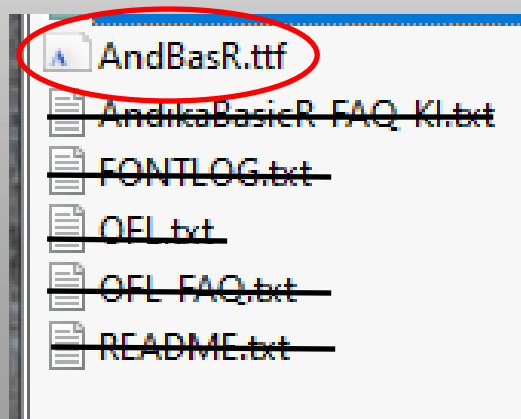 AndBasR.ttf
AndikaBasicR-FAQ-KI.txt
FONTLOG.txt
OFL.txt
OFL-FAQ.txt
README.txt